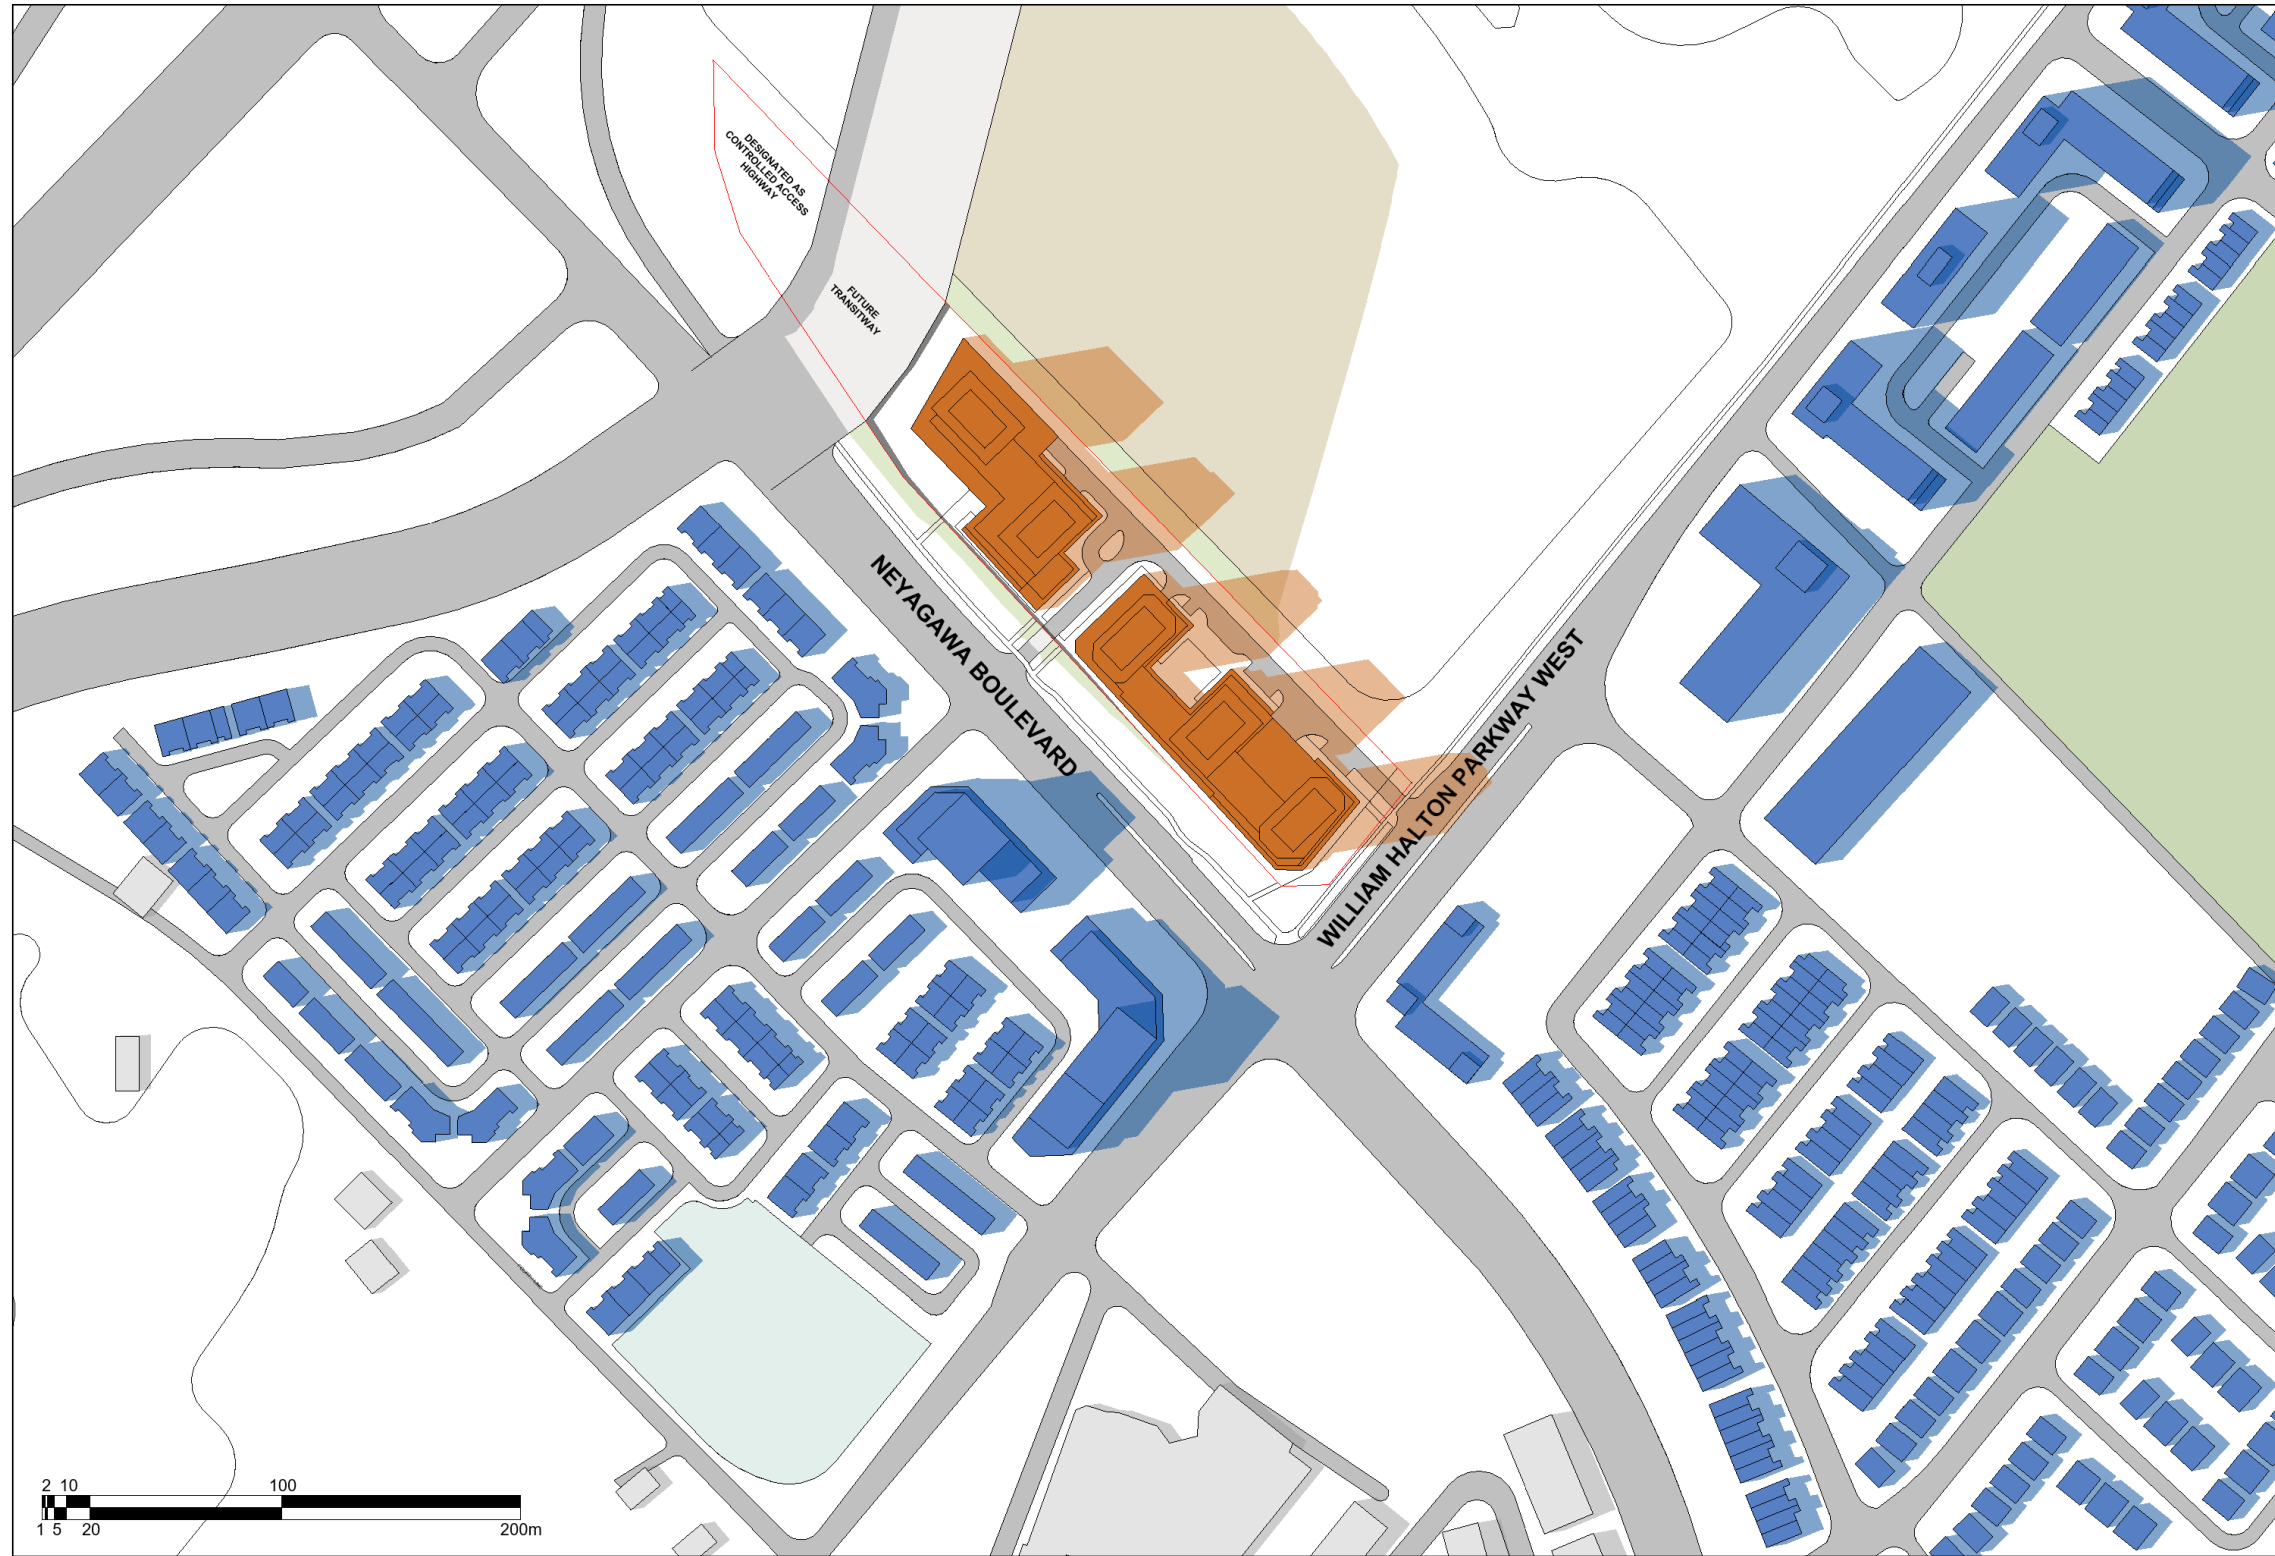 DESIGNATED AS
CONTROLLED ACCESS
HIGHWAY
FUTURE
TRANSITWAY
NEYAGAWA BOULEVARD
WILLIAM HALTON PARKWAY WEST
2 10 100
1 5 20 200m